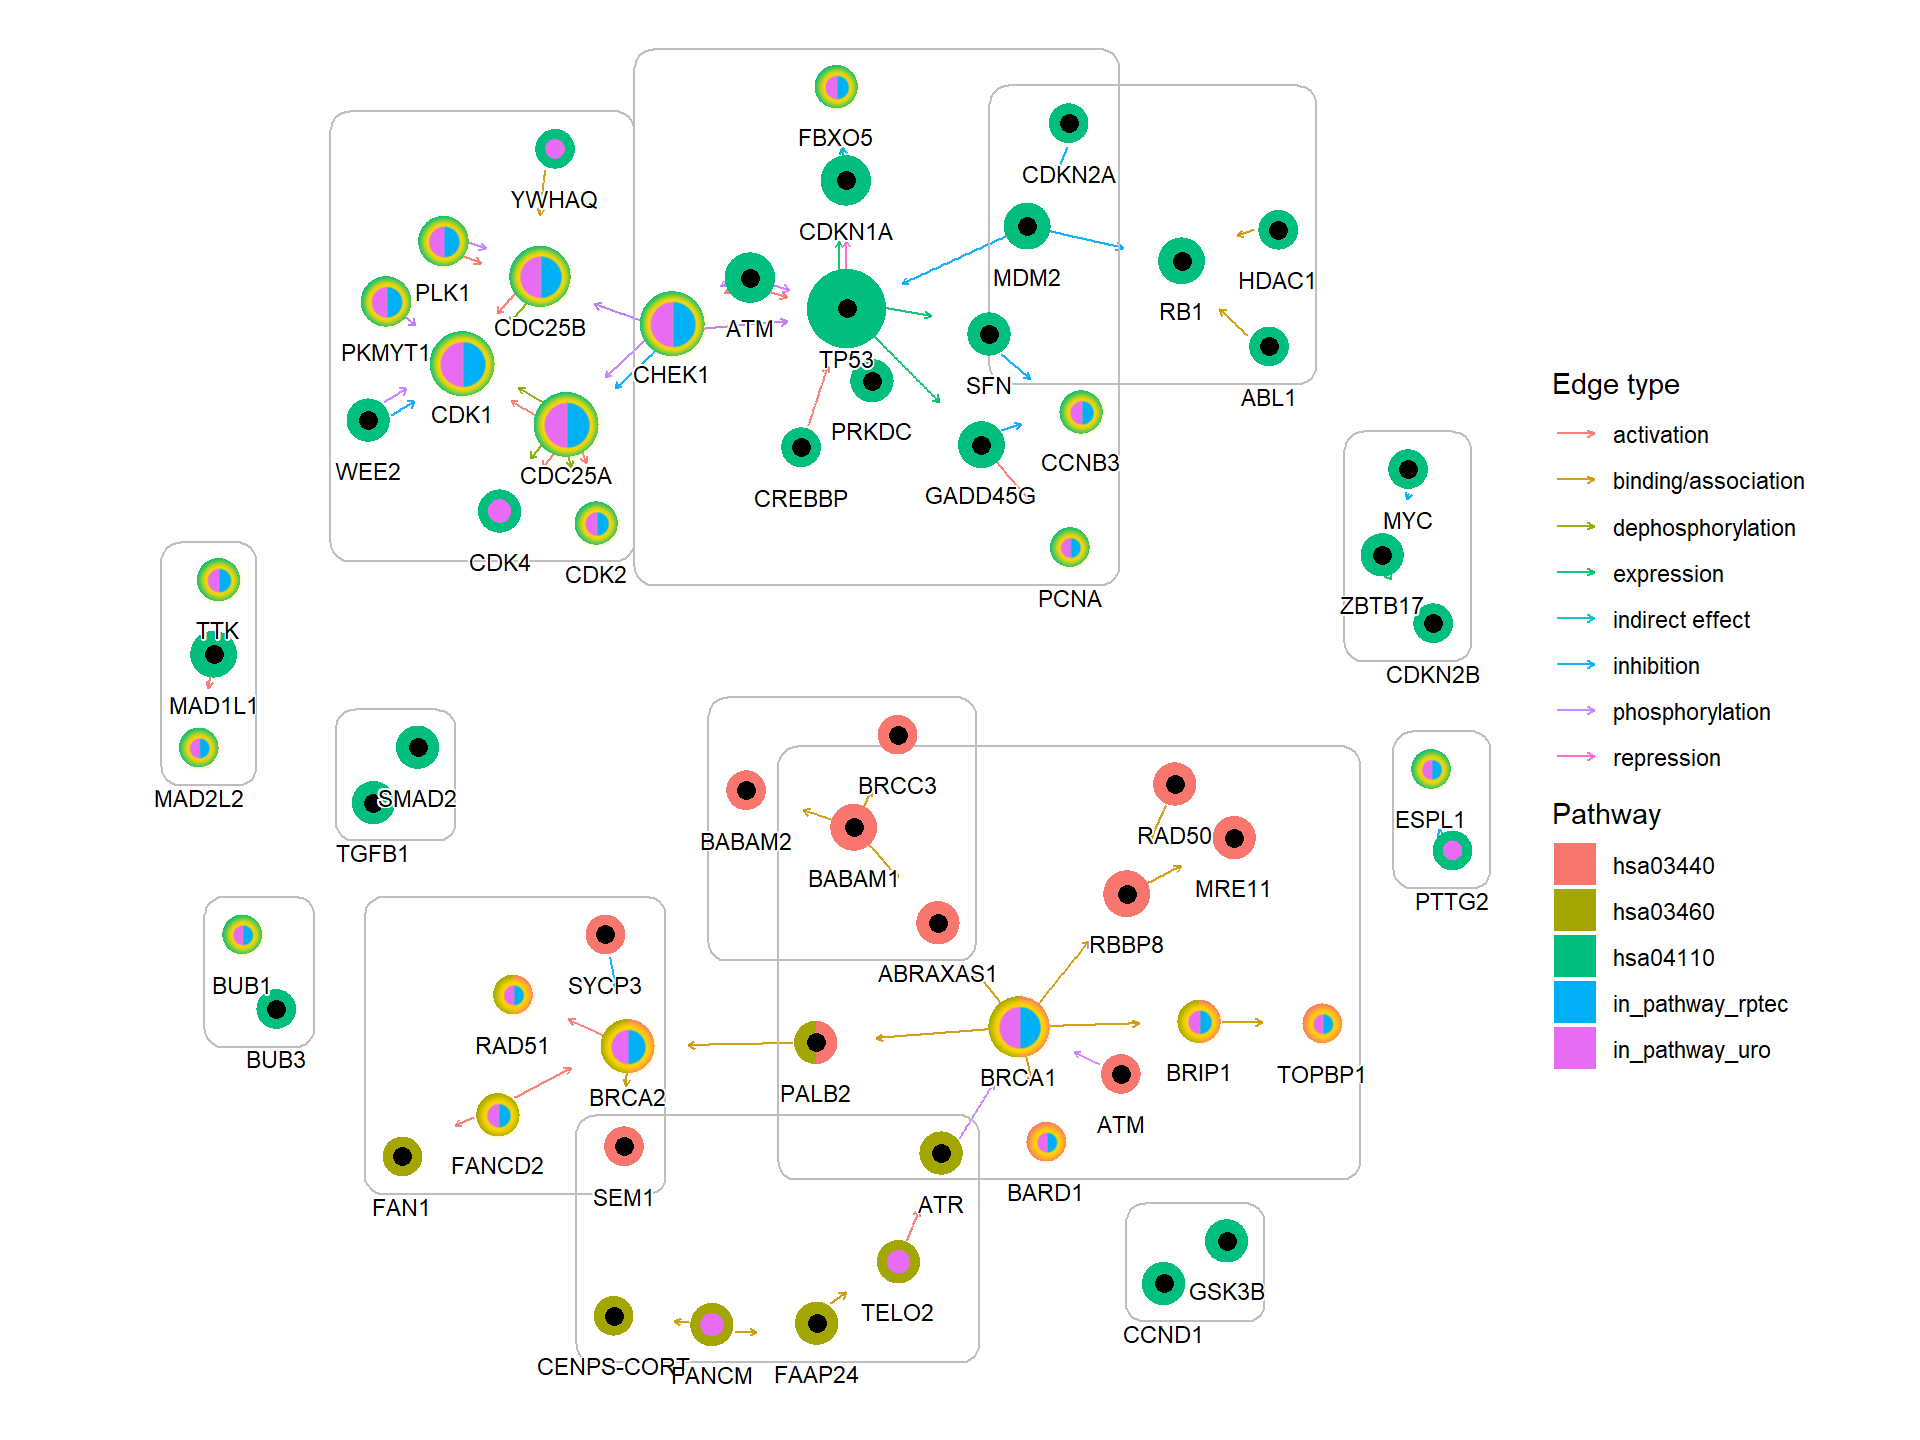 FBXO5
CDKN2A
YWHAQ
CDKN1A
MDM2
HDAC1
RB1
PLK1
CDC25B
ATM
PKMYT1
TP53
CHEK1
SFN
ABL1
CDK1
PRKDC
CCNB3
WEE2
CDC25A
CREBBP
GADD45G
CDK4
CDK2
PCNA
MYC
ZBTB17
CDKN2B
TTK
MAD1L1
MAD2L2
SMAD2
TGFB1
BRCC3
BABAM2
BABAM1
RAD50
MRE11
ESPL1
PTTG2
RBBP8
ABRAXAS1
BUB1
BUB3
SYCP3
RAD51
BRCA2
PALB2
BRCA1
BRIP1
TOPBP1
ATM
FANCD2
FAN1
SEM1
ATR
BARD1
TELO2
GSK3B
CCND1
CENPS-CORT
FANCM
FAAP24
Edge type
activation
binding/association
dephosphorylation
expression
indirect effect
inhibition
phosphorylation
repression
Pathway
hsa03440
hsa03460
hsa04110
in_pathway_rptec
in_pathway_uro